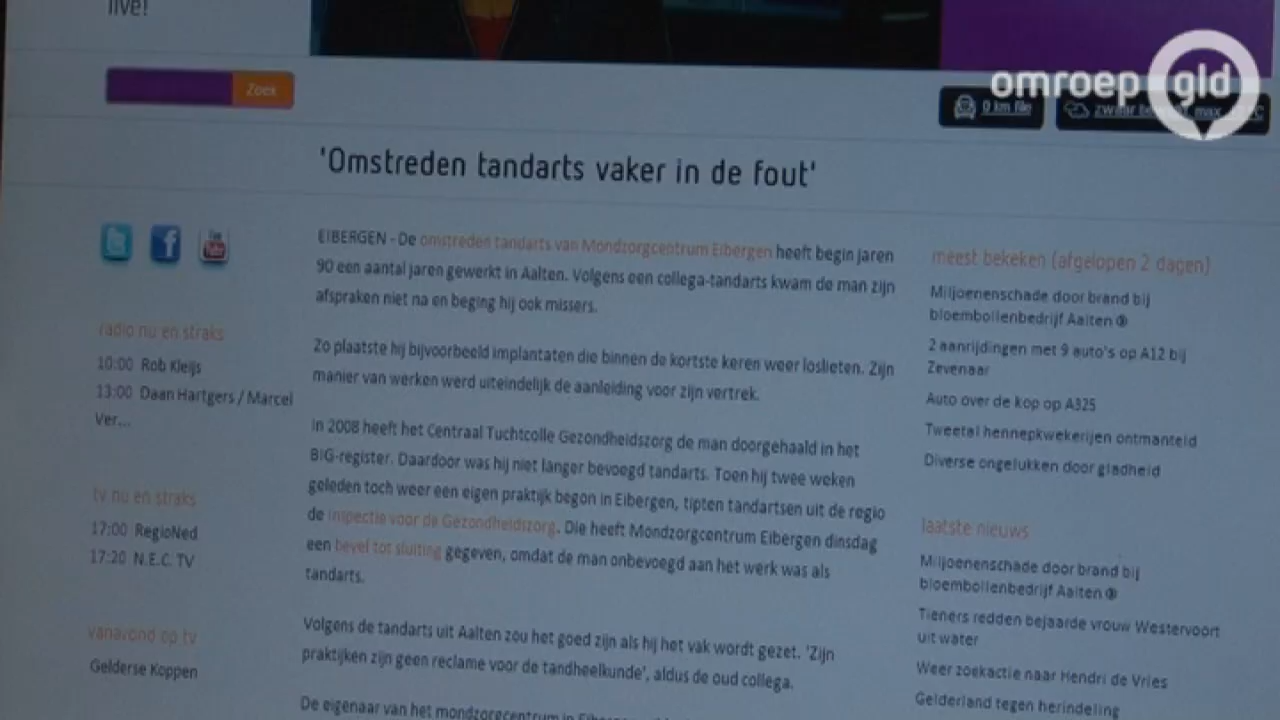 live!
omroep gld
Zoek
0 km file
'Omstreden tandarts vaker in de fout'
EIBERGEN - De omstreden tandarts van Mondzorgcentrum Eibergen heeft begin jaren
90 een aantal jaren gewerkt in Aalten. Volgens een collega-tandarts kwam de man zijn
afspraken niet na en beging hij ook missers.
Zo plaatste hij bijvoorbeeld implantaten die binnen de kortste keren weer loslieten. Zijn
manier van werken werd uiteindelijk de aanleiding voor zijn vertrek.
In 2008 heeft het Centraal Tuchtcolle Gezondheidszorg de man doorgehaald in het
BIG-register. Daardoor was hij niet langer bevoegd tandarts. Toen hij twee weken
geleden toch weer een eigen praktijk begon in Eibergen, tipten tandartsen uit de regio
de Inspectie voor de Gezondheidszorg. Die heeft Mondzorgcentrum Eibergen dinsdag
een bevel tot sluiting gegeven, omdat de man onbevoegd aan het werk was als
tandarts.
Volgens de tandarts uit Aalten zou het goed zijn als hij het vak wordt gezet. 'Zijn
praktijken zijn geen reclame voor de tandheelkunde', aldus de oud collega.
De eigenaar van het mondzorgcentrum in
radio nu en straks
10:00 Rob Kleijs
13:00 Daan Hartgers / Marcel
Ver...
tv nu en straks
17:00 RegioNed
17:20 N.E.C. TV
vanavond op tv
Gelderse Koppen
meest bekeken (afgelopen 2 dagen)
Miljoenenschade door brand bij
bloembollenbedrijf Aalten
2 aanrijdingen met 9 auto's op A12 bij
Zevenaar
Auto over de kop op A325
Tweetal hennepkwekerijen ontmanteld
Diverse ongelukken door gladheid
laatste nieuws
Miljoenenschade door brand bij
bloembollenbedrijf Aalten
Tieners redden bejaarde vrouw Westervoort
uit water
Weer zoekactie naar Hendri de Vries
Gelderland tegen herindeling